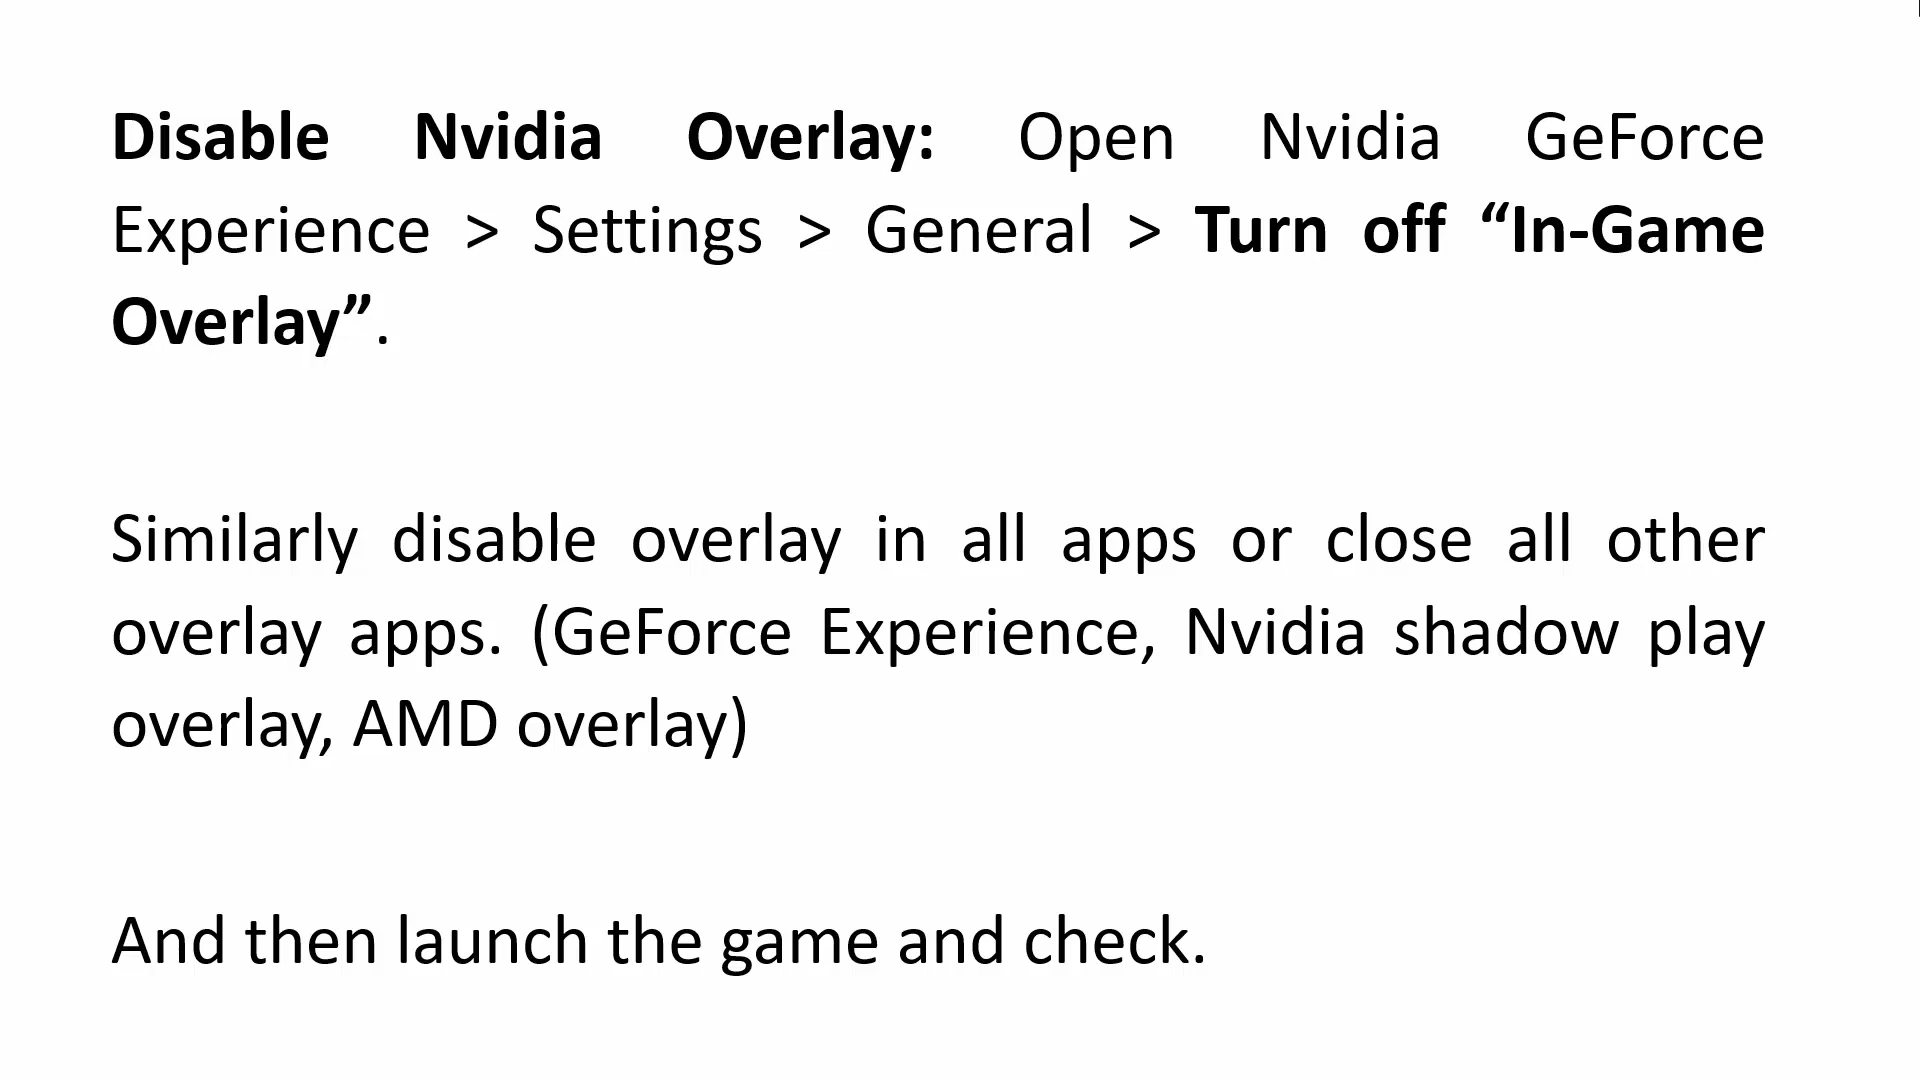 Disable Nvidia Overlay: Open Nvidia GeForce
Experience > Settings > General > Turn off “In-Game
Overlay”.
Similarly disable overlay in all apps or close all other
overlay apps. (GeForce Experience, Nvidia shadow play
overlay, AMD overlay)
And then launch the game and check.